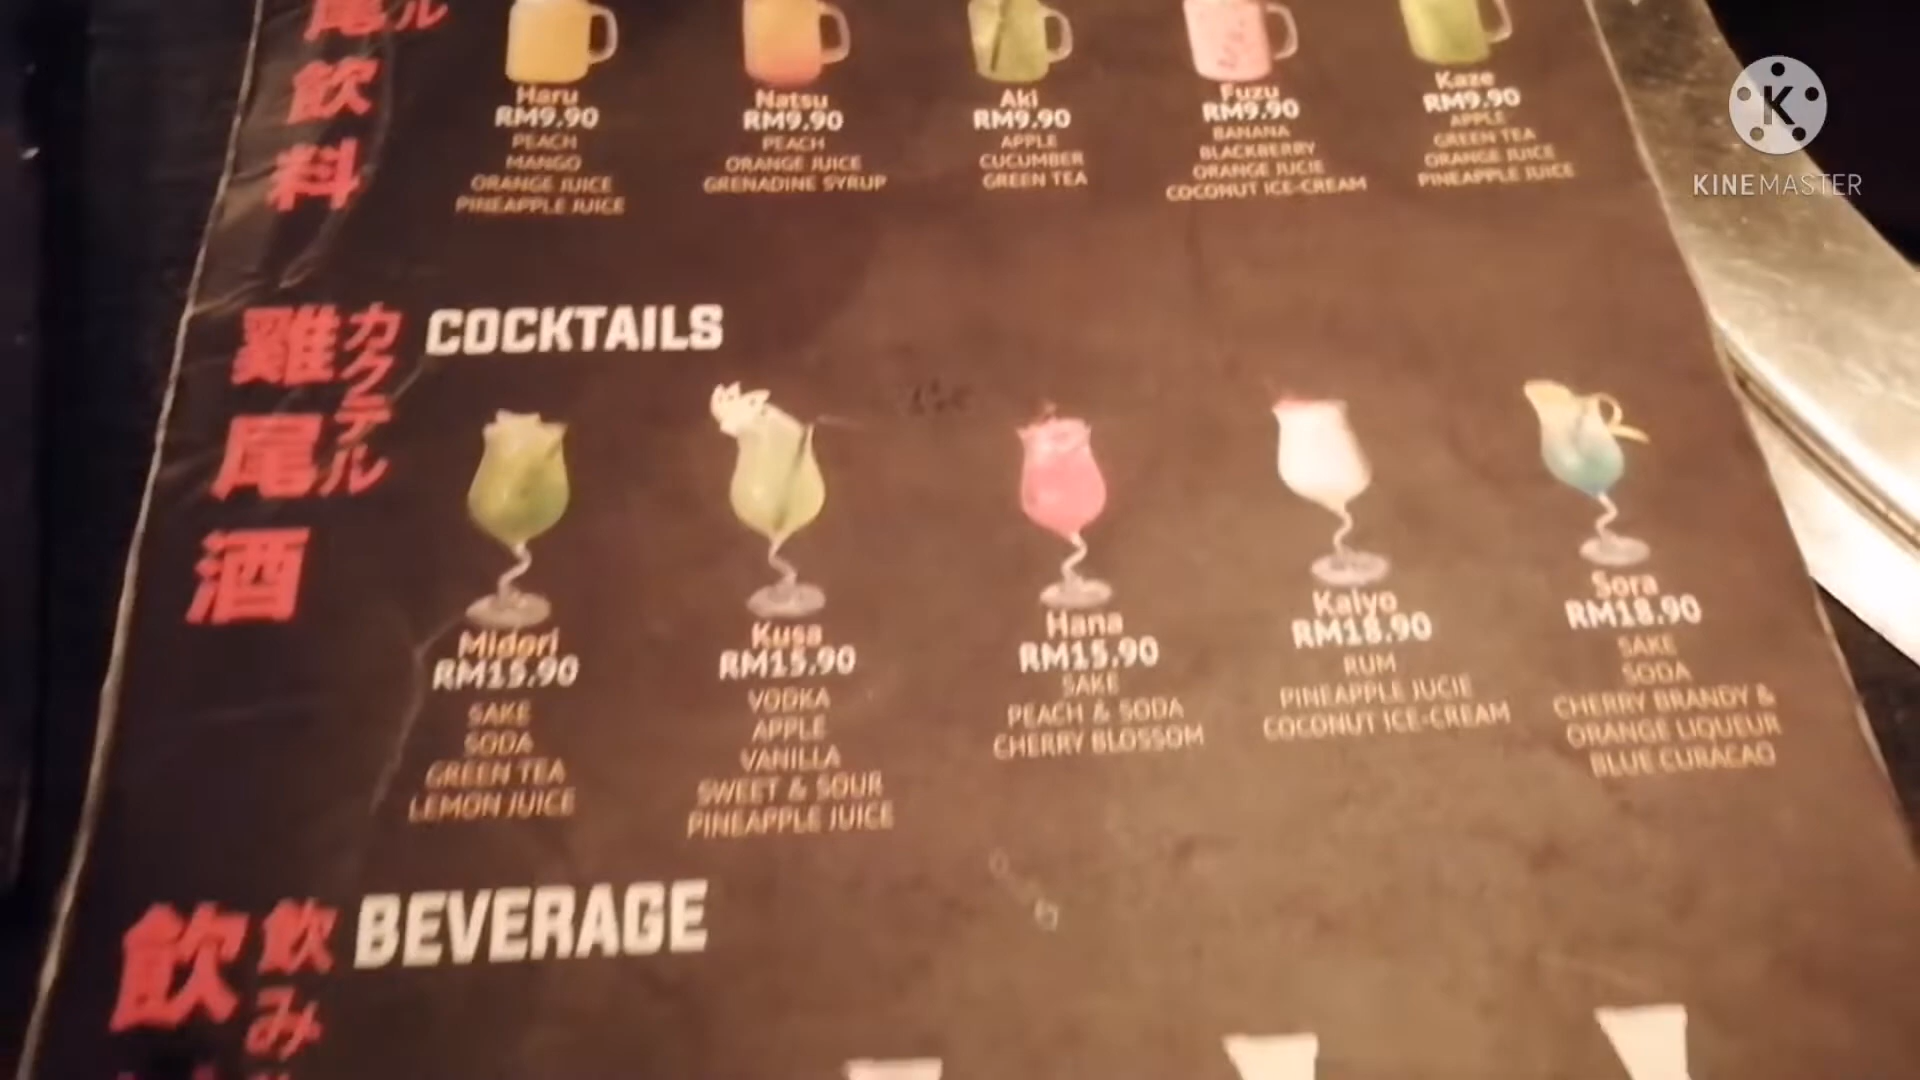 尾飲料
ル
Haru
RM9.90
PEACH
MANGO
ORANGE JUICE
PINEAPPLE JUICE
Natsu
RM9.90
PEACH
ORANGE JUICE
GRENADINE SYRUP
Aki
RM9.90
APPLE
CUCUMBER
GREEN TEA
Fuzu
RM9.90
BANANA
BLACKBERRY
ORANGE JUCIE
COCONUT ICE-CREAM
Kaze
RM9.90
APPLE
GREEN TEA
ORANGE JUICE
PINEAPPLE JUICE
K
KINEMASTER
雞尾酒
カクテル
COCKTAILS
Midori
RM15.90
SAKE
SODA
GREEN TEA
LEMON JUICE
Kusa
RM15.90
VODKA
APPLE
VANILLA
SWEET & SOUR
PINEAPPLE JUICE
Hana
RM15.90
SAKE
PEACH & SODA
CHERRY BLOSSOM
Kaiyo
RM18.90
RUM
PINEAPPLE JUCIE
COCONUT ICE-CREAM
Sora
RM18.90
SAKE
SODA
CHERRY BRANDY &
ORANGE LIQUEUR
BLUE CURACAO
飲
飲み
BEVERAGE